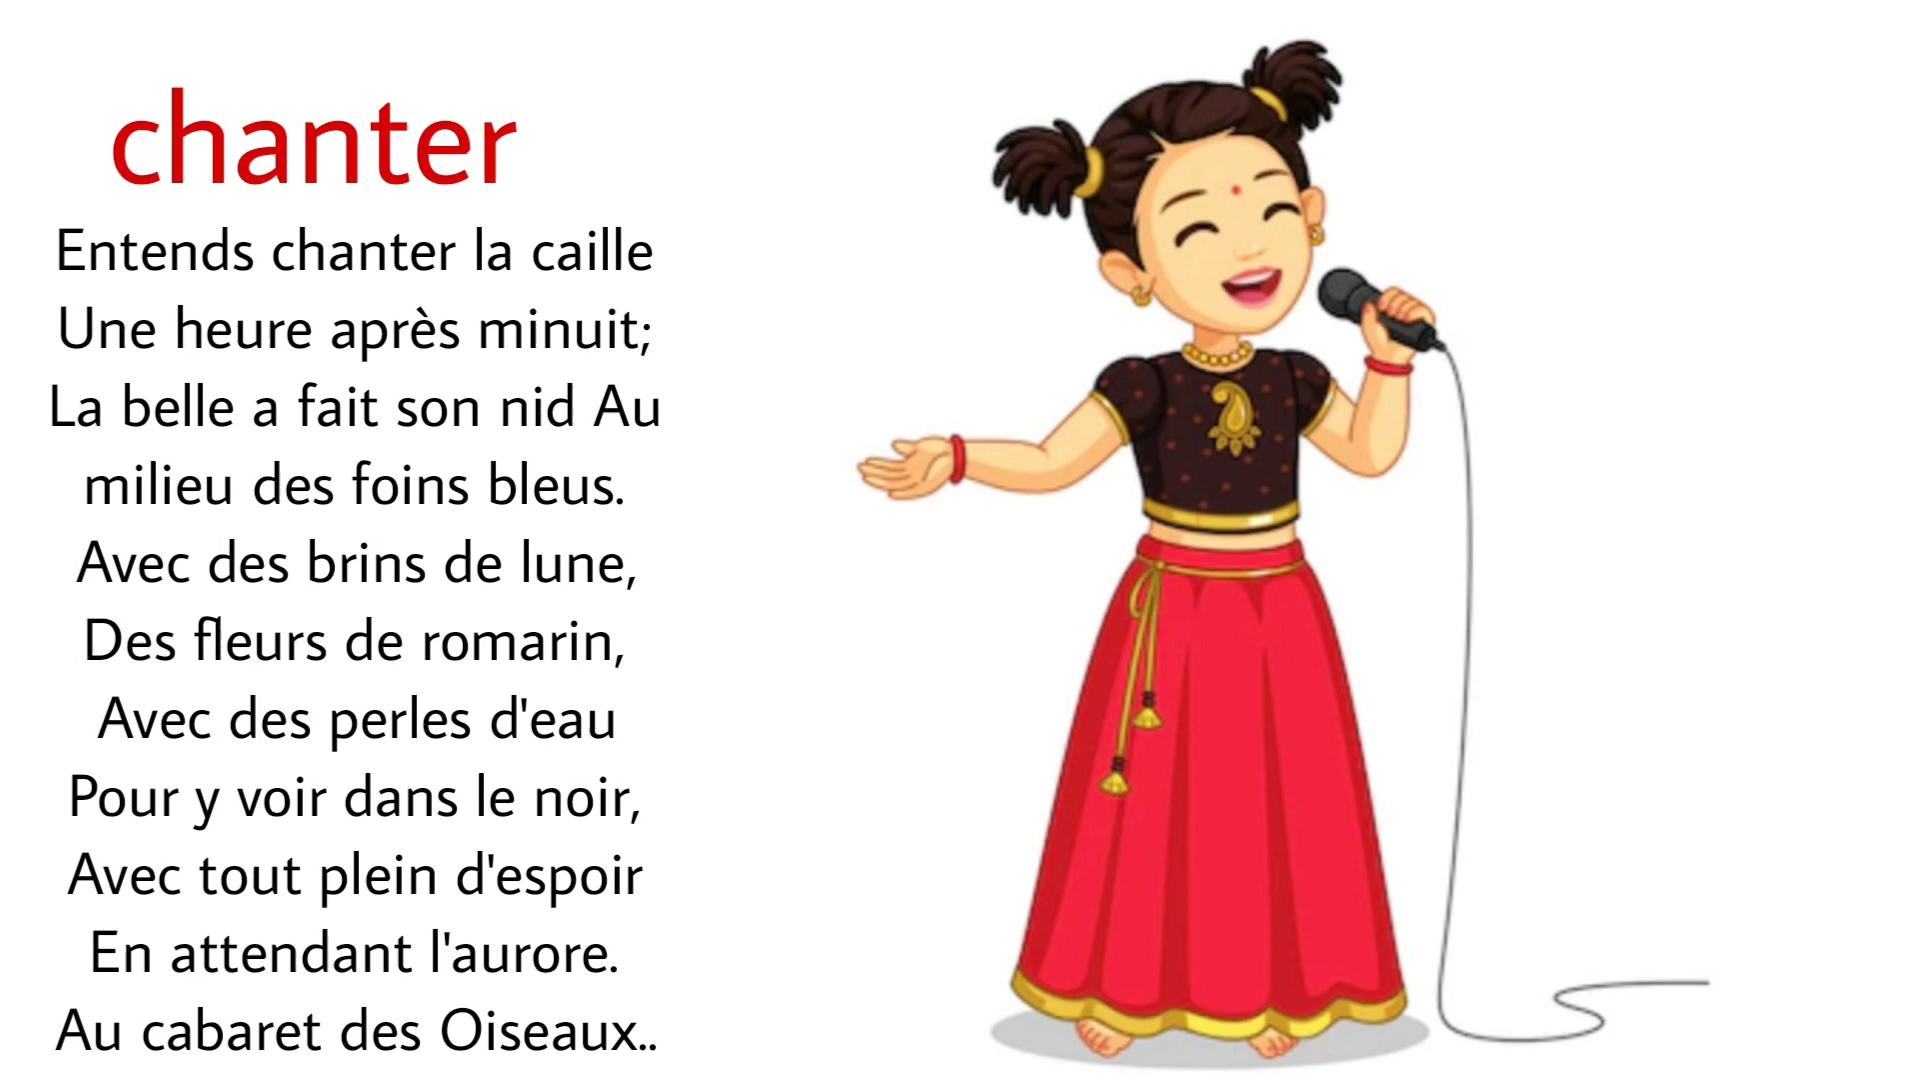 chanter
Entends chanter la caille
Une heure après minuit;
La belle a fait son nid Au
milieu des foins bleus.
Avec des brins de lune,
Des fleurs de romarin,
Avec des perles d'eau
Pour y voir dans le noir,
Avec tout plein d'espoir
En attendant l'aurore.
Au cabaret des Oiseaux..